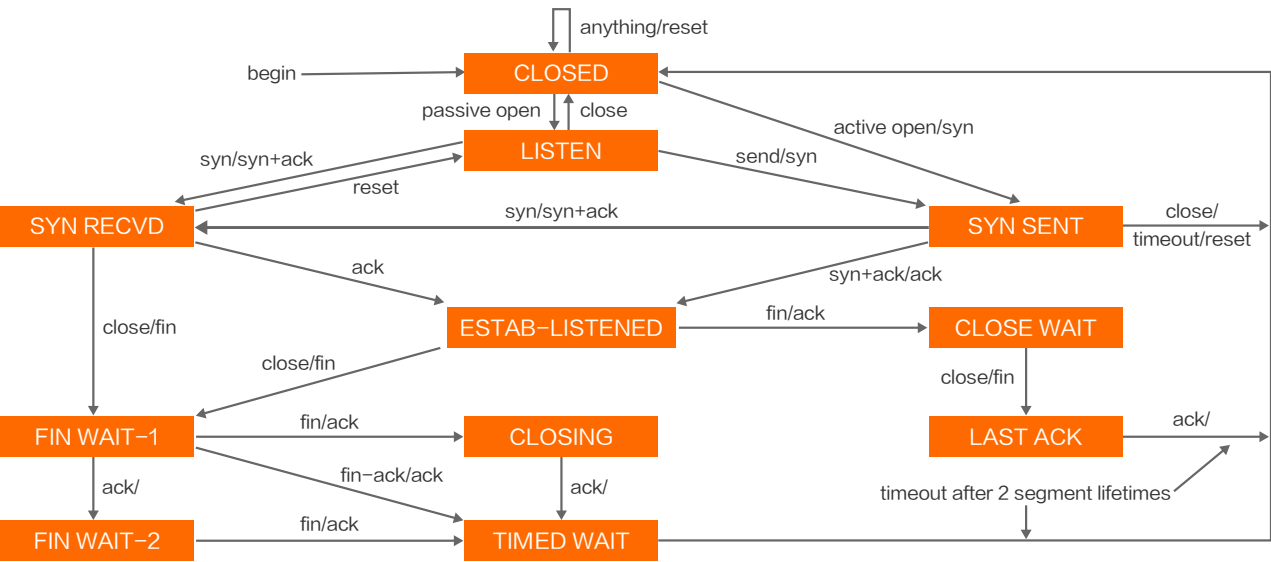 anything/reset
begin
CLOSED
passive open
close
active open/syn
LISTEN
syn/syn+ack
send/syn
reset
SYN RECVD
syn/syn+ack
SYN SENT
close/
timeout/reset
ack
syn+ack/ack
ESTAB-LISTENED
fin/ack
CLOSE WAIT
close/fin
close/fin
close/fin
FIN WAIT-1
fin/ack
CLOSING
LAST ACK
ack/
ack/
fin-ack/ack
ack/
timeout after 2 segment lifetimes
FIN WAIT-2
fin/ack
TIMED WAIT